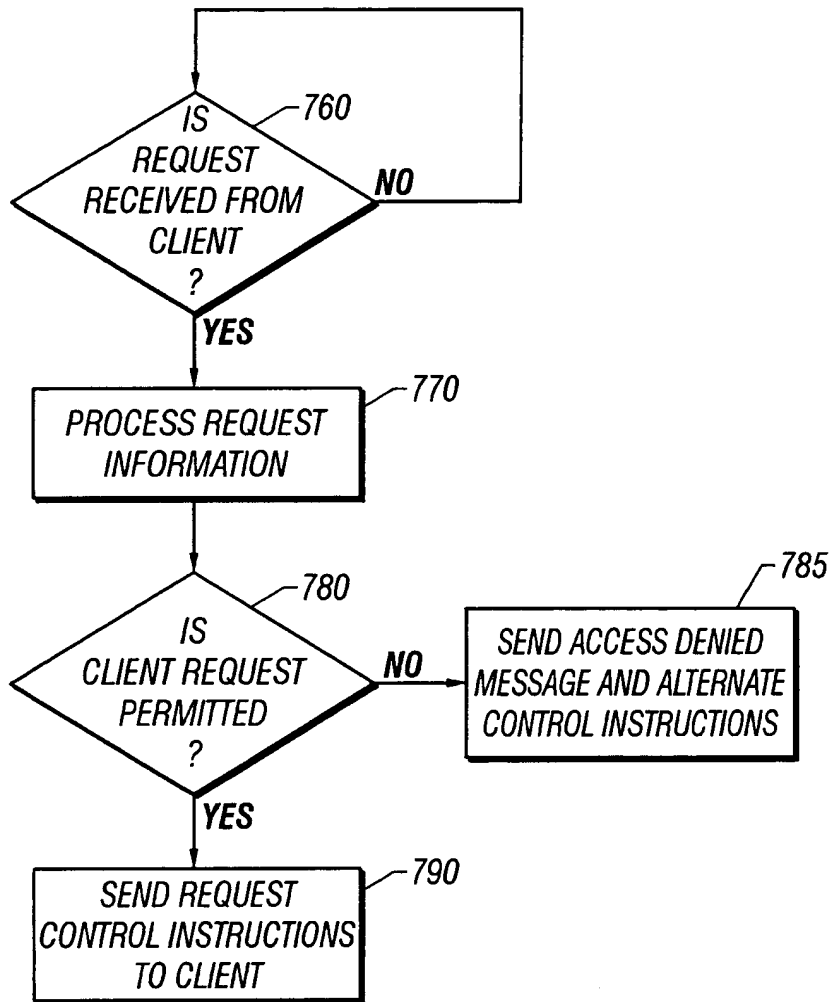 760
IS
REQUEST
RECEIVED FROM
CLIENT
?
NO
YES
770
PROCESS REQUEST
INFORMATION
780
IS
CLIENT REQUEST
PERMITTED
?
NO
785
SEND ACCESS DENIED
MESSAGE AND ALTERNATE
CONTROL INSTRUCTIONS
YES
790
SEND REQUEST
CONTROL INSTRUCTIONS
TO CLIENT